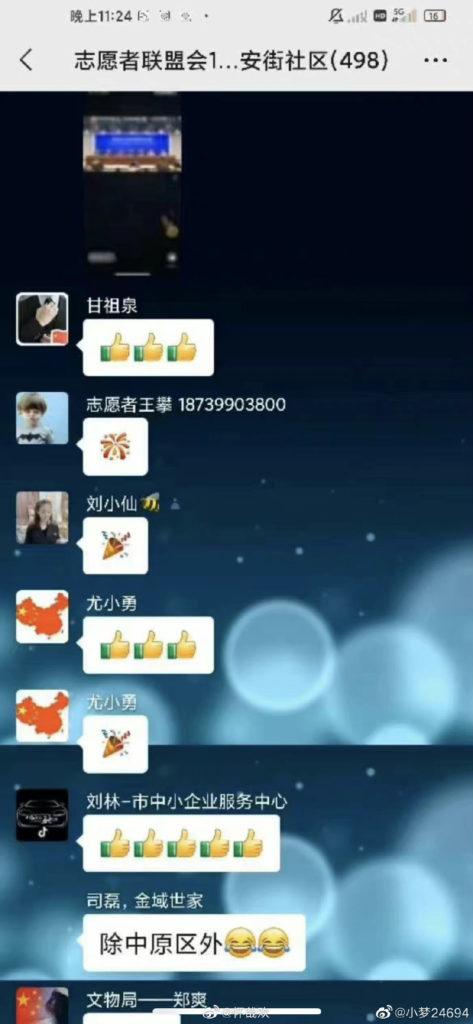 晚上11:24
HD
5G
16
志愿者联盟会1...安街社区(498)
甘祖泉
志愿者王攀 18739903800
刘小仙
尤小勇
尤小勇
刘林-市中小企业服务中心
司磊，金域世家
除中原区外
文物局——郑爽
@小梦24694